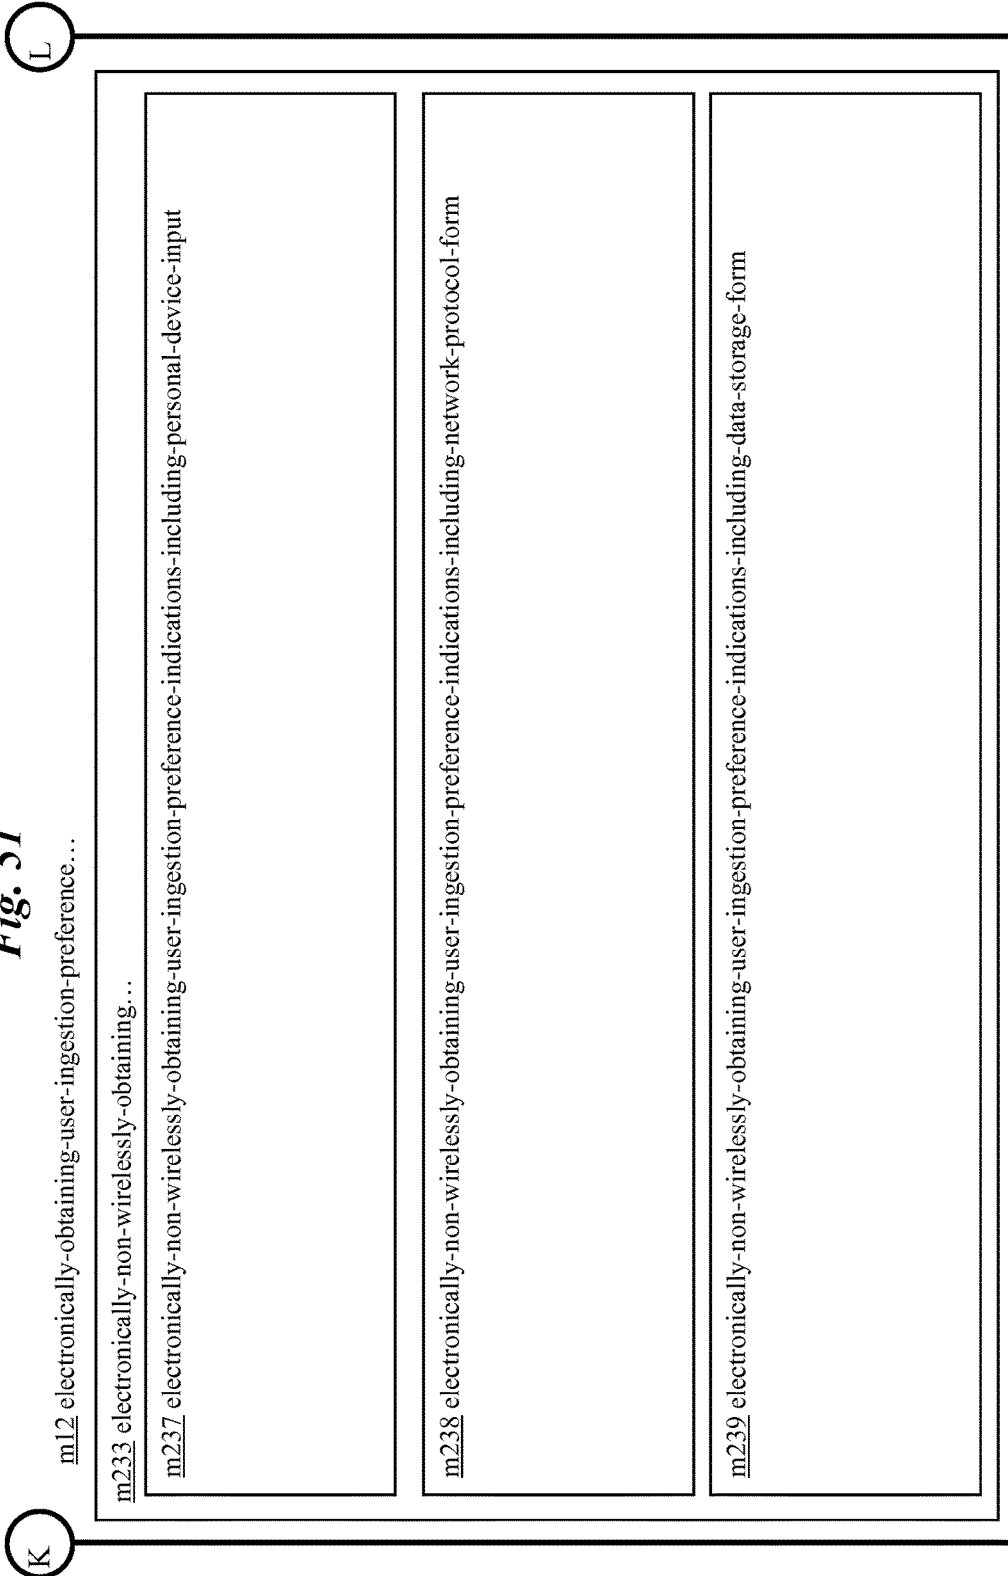 Fig. 51
K
L
m12 electronically-obtaining-user-ingestion-preference…
m233 electronically-non-wirelessly-obtaining…
m237 electronically-non-wirelessly-obtaining-user-ingestion-preference-indications-including-personal-device-input
m238 electronically-non-wirelessly-obtaining-user-ingestion-preference-indications-including-network-protocol-form
m239 electronically-non-wirelessly-obtaining-user-ingestion-preference-indications-including-data-storage-form